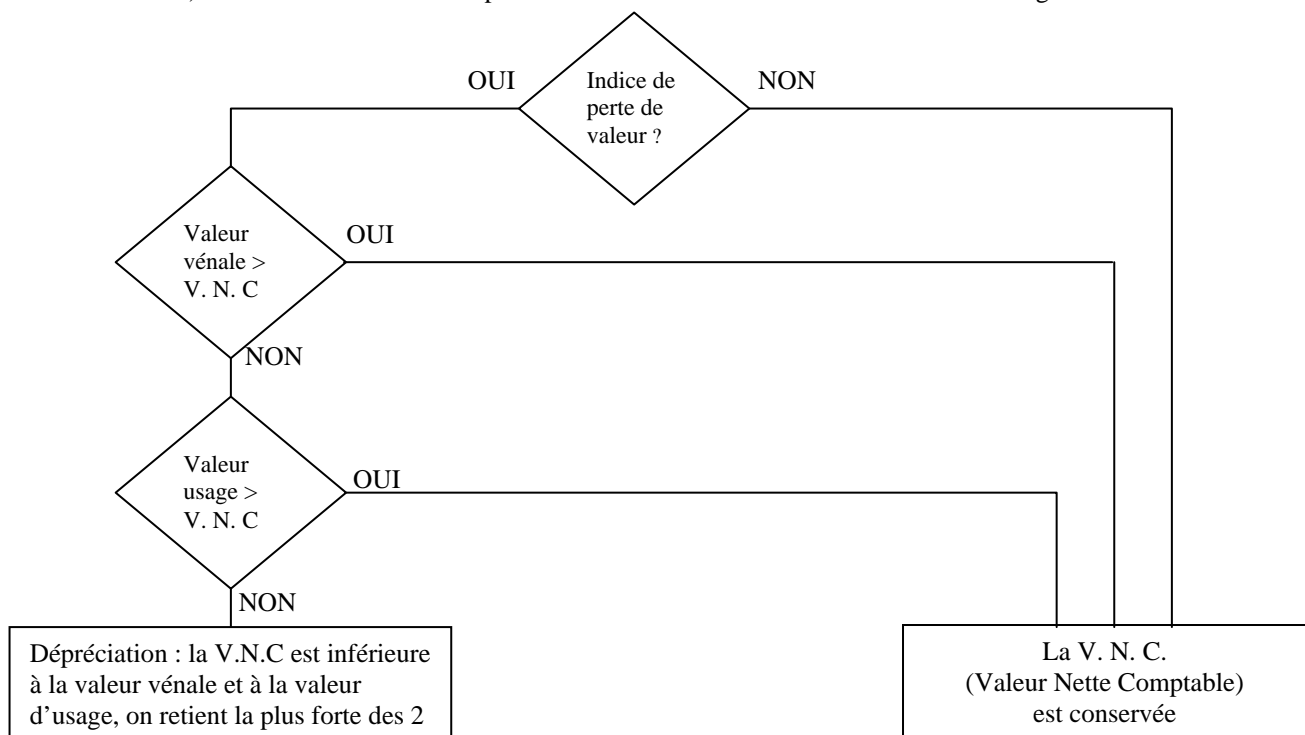 OUI
Indice de
perte de
valeur ?
NON
Valeur
vénale >
V. N. C
OUI
NON
Valeur
usage >
V. N. C
OUI
NON
Dépréciation : la V.N.C est inférieure
à la valeur vénale et à la valeur
d’usage, on retient la plus forte des 2
La V. N. C.
(Valeur Nette Comptable)
est conservée